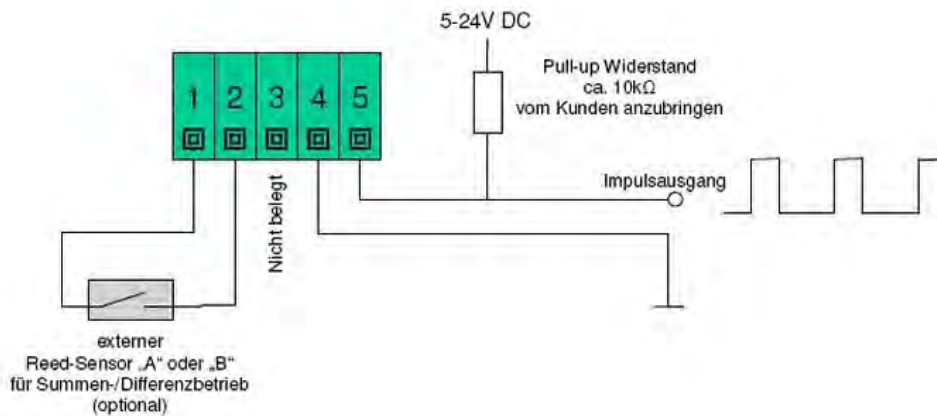 5-24V DC
Pull-up Widerstand
ca. 10kΩ
vom Kunden anzubringen
1 2 3 4 5
Nicht belegt
Impulsausgang
externer
Reed-Sensor „A“ oder „B“
für Summen-/Differenzbetrieb
(optional)